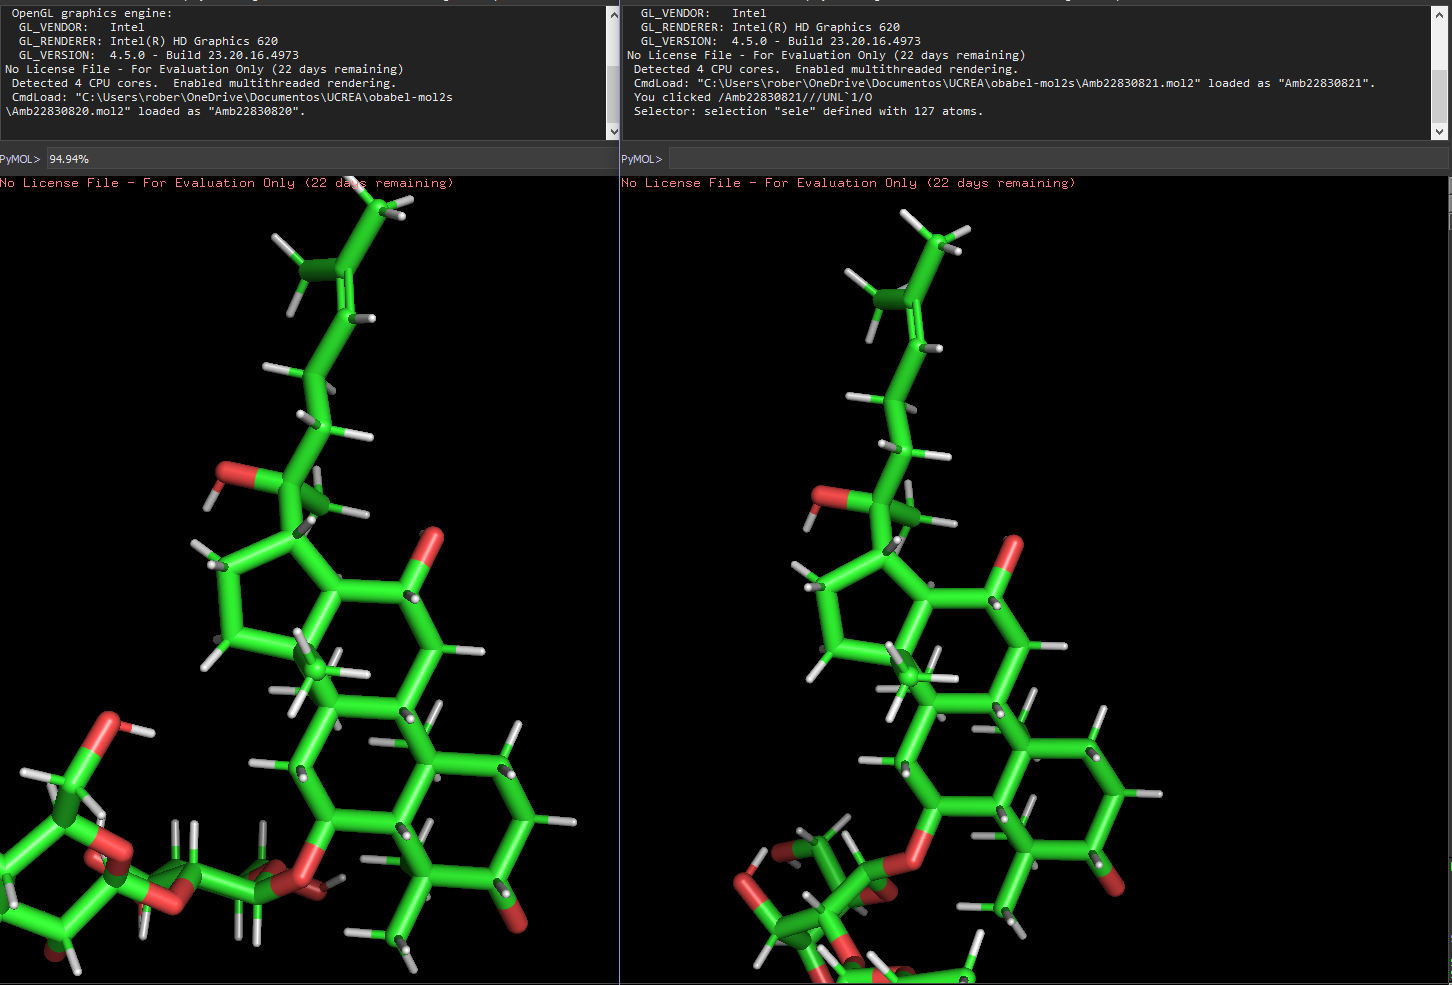 OpenGL graphics engine:
GL_VENDOR:   Intel
GL_RENDERER: Intel(R) HD Graphics 620
GL_VERSION:  4.5.0 - Build 23.20.16.4973
No License File - For Evaluation Only (22 days remaining)
Detected 4 CPU cores.  Enabled multithreaded rendering.
CmdLoad: "C:\Users\rober\OneDrive\Documentos\UCREA\obabel-mol2s
\Amb22830820.mol2" loaded as "Amb22830820".
PyMOL> 94.94%
No License File - For Evaluation Only (22 days remaining)
GL_VENDOR:   Intel
GL_RENDERER: Intel(R) HD Graphics 620
GL_VERSION:  4.5.0 - Build 23.20.16.4973
No License File - For Evaluation Only (22 days remaining)
Detected 4 CPU cores.  Enabled multithreaded rendering.
CmdLoad: "C:\Users\rober\OneDrive\Documentos\UCREA\obabel-mol2s\Amb22830821.mol2" loaded as "Amb22830821".
You clicked /Amb22830821///UNL`1/O
Selector: selection "sele" defined with 127 atoms.
PyMOL>
No License File - For Evaluation Only (22 days remaining)